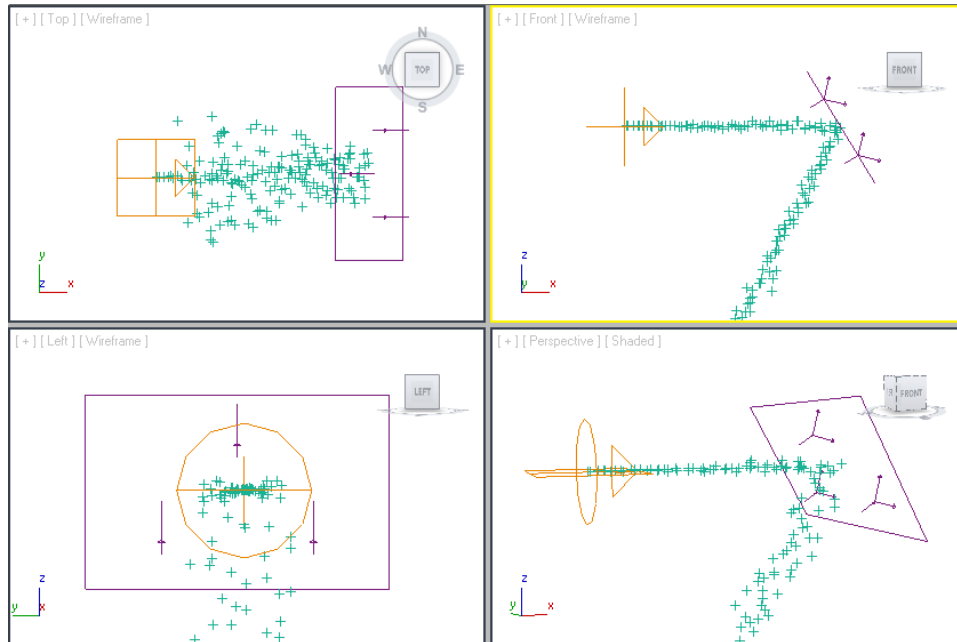 [ + ] [ Top ] [ Wireframe ]
N
W TOP E
S
y
z x
[ + ] [ Front ] [ Wireframe ]
FRONT
z
y x
[ + ] [ Left ] [ Wireframe ]
LEFT
z
y x
[ + ] [ Perspective ] [ Shaded ]
FRONT
z
y x